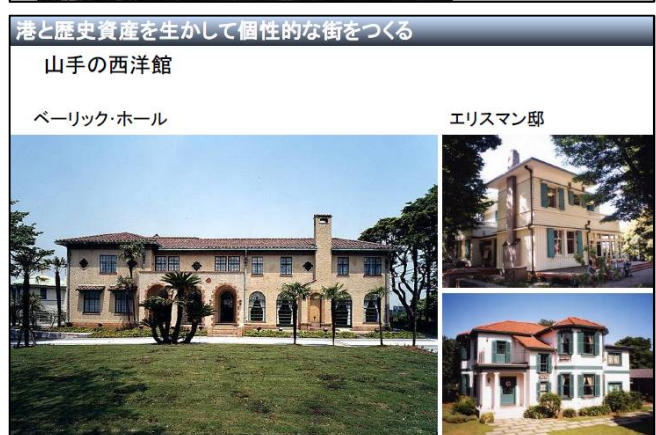 港と歴史資産を生かして個性的な街をつくる
山手の西洋館
ベーリック・ホール
エリスマン邸